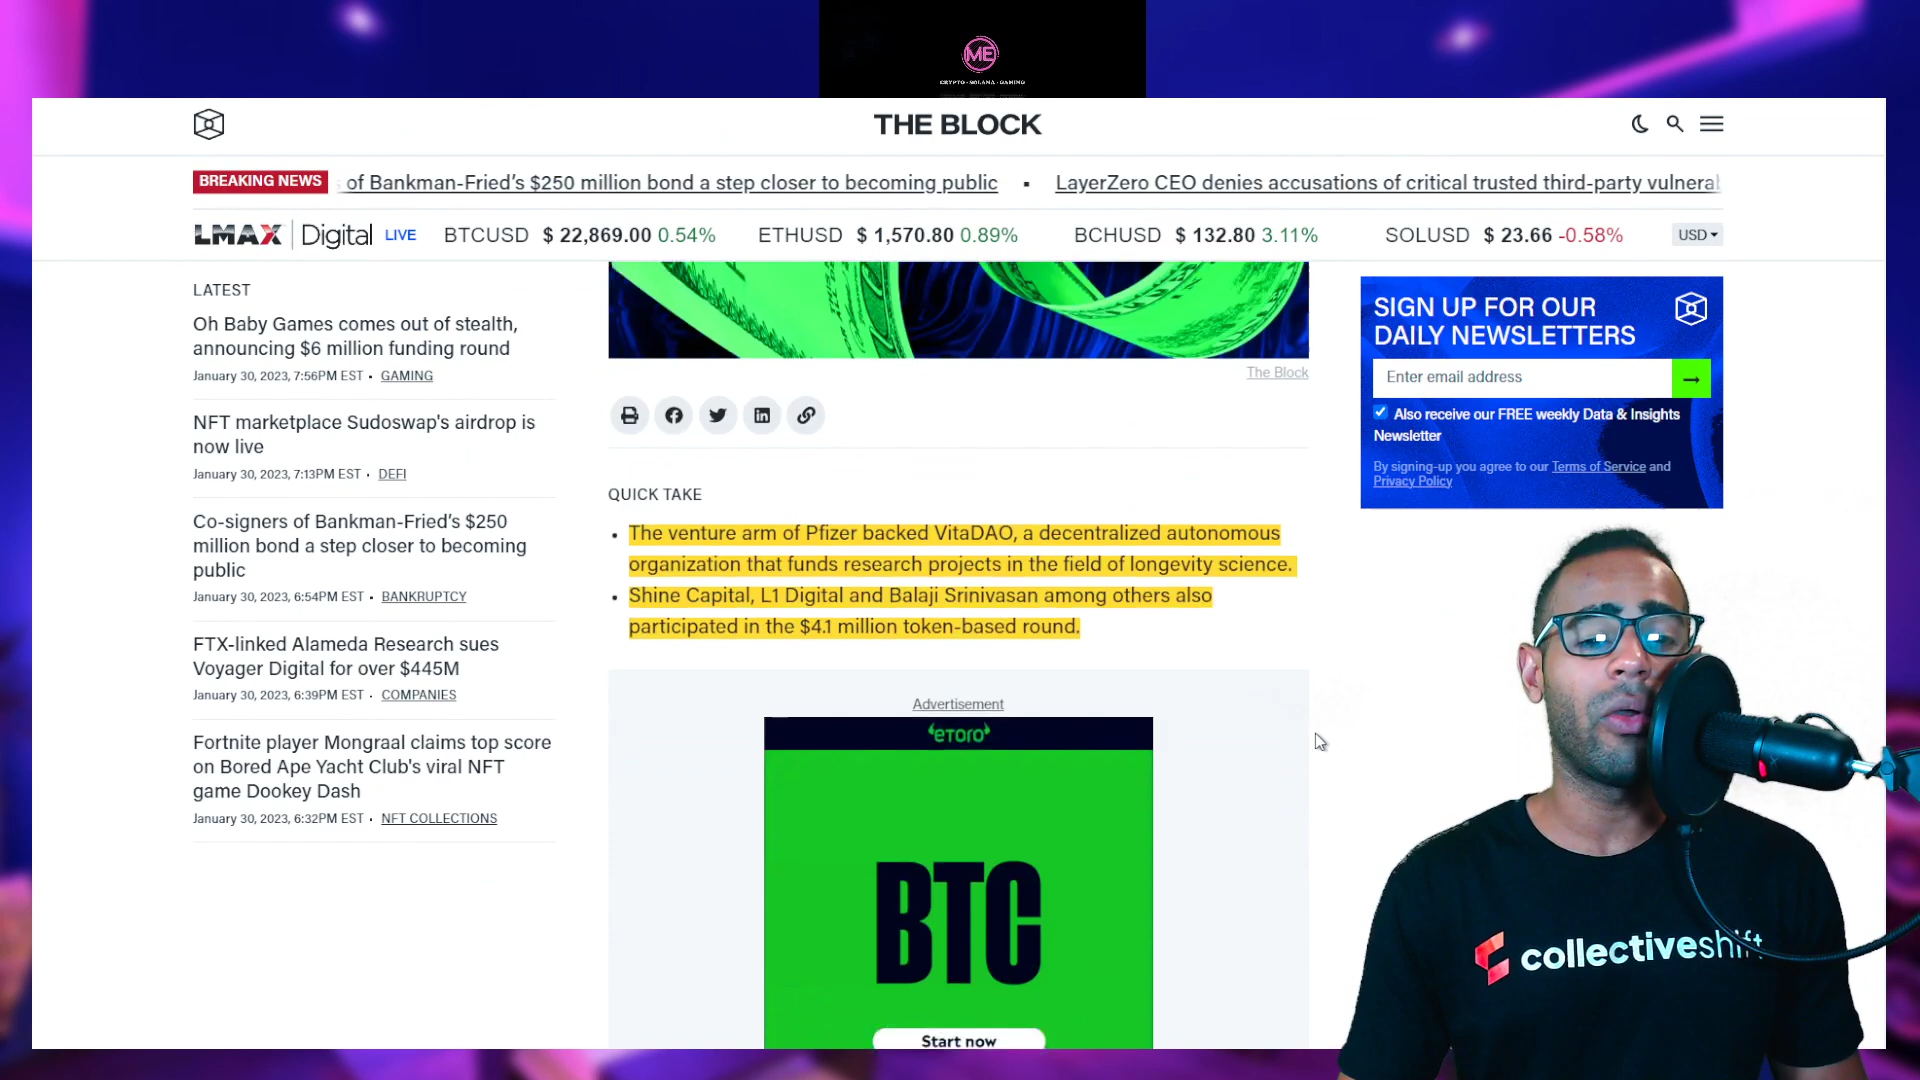 ME
CRYPTO · SOLANA · GAMING
THE BLOCK
BREAKING NEWS
of Bankman-Fried's $250 million bond a step closer to becoming public ▪ LayerZero CEO denies accusations of critical trusted third-party vulnerab
LMAX Digital LIVE BTCUSD $ 22,869.00 0.54% ETHUSD $ 1,570.80 0.89% BCHUSD $ 132.80 3.11% SOLUSD $ 23.66 -0.58% USD
LATEST
Oh Baby Games comes out of stealth,
announcing $6 million funding round
January 30, 2023, 7:56PM EST • GAMING
NFT marketplace Sudoswap's airdrop is
now live
January 30, 2023, 7:13PM EST • DEFI
Co-signers of Bankman-Fried's $250
million bond a step closer to becoming
public
January 30, 2023, 6:54PM EST • BANKRUPTCY
FTX-linked Alameda Research sues
Voyager Digital for over $445M
January 30, 2023, 6:39PM EST • COMPANIES
Fortnite player Mongraal claims top score
on Bored Ape Yacht Club's viral NFT
game Dookey Dash
January 30, 2023, 6:32PM EST • NFT COLLECTIONS
The Block
QUICK TAKE
• The venture arm of Pfizer backed VitaDAO, a decentralized autonomous
organization that funds research projects in the field of longevity science.
• Shine Capital, L1 Digital and Balaji Srinivasan among others also
participated in the $4.1 million token-based round.
Advertisement
eToro
BTC
Start now
SIGN UP FOR OUR
DAILY NEWSLETTERS
Enter email address
Also receive our FREE weekly Data & Insights
Newsletter
By signing-up you agree to our Terms of Service and
Privacy Policy
collectiveshift